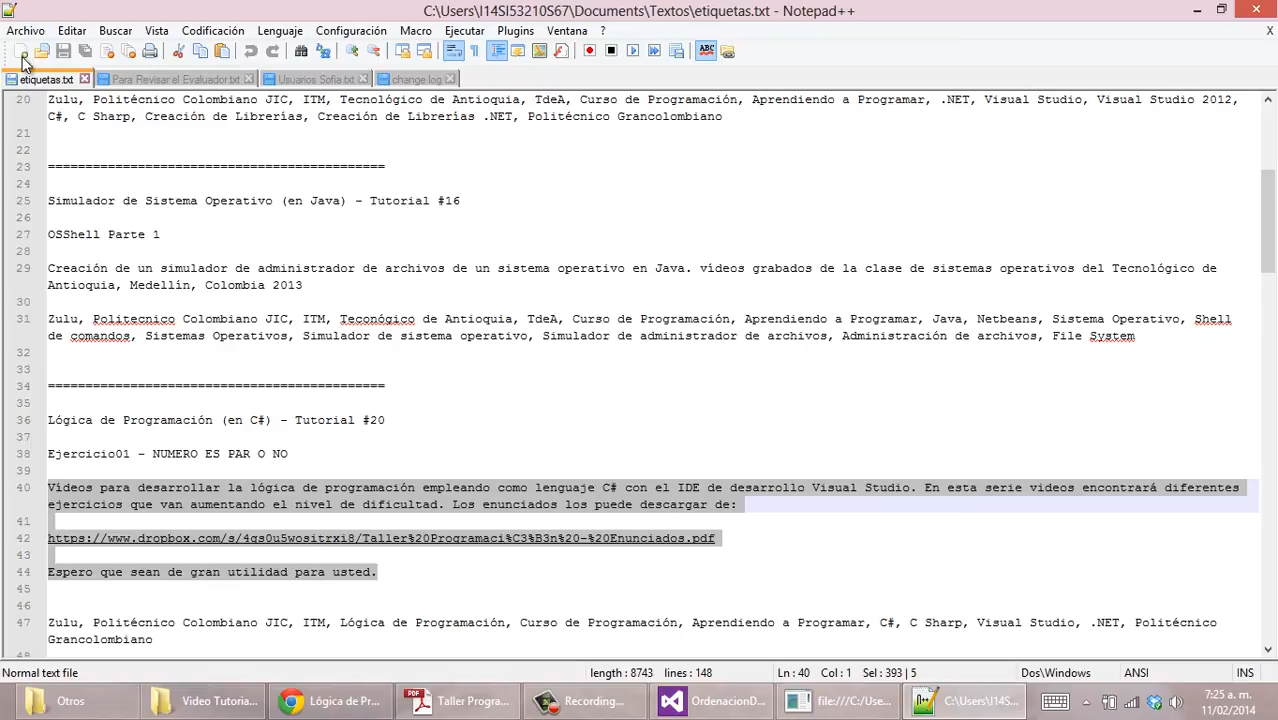 C:\Users\I14SI53210S67\Documents\Textos\etiquetas.txt - Notepad++
Archivo Editar Buscar Vista Codificación Lenguaje Configuración Macro Ejecutar Plugins Ventana ? X
etiquetas.txt Para Revisar el Evaluador.txt Usuarios Sofia.txt change.log
20 Zulu, Politécnico Colombiano JIC, ITM, Tecnológico de Antioquia, TdeA, Curso de Programación, Aprendiendo a Programar, .NET, Visual Studio, Visual Studio 2012,
C#, C Sharp, Creación de Librerías, Creación de Librerías .NET, Politécnico Grancolombiano
21
22
23 =============================================
24
25 Simulador de Sistema Operativo (en Java) - Tutorial #16
26
27 OSShell Parte 1
28
29 Creación de un simulador de administrador de archivos de un sistema operativo en Java. vídeos grabados de la clase de sistemas operativos del Tecnológico de
Antioquia, Medellín, Colombia 2013
30
31 Zulu, Politecnico Colombiano JIC, ITM, Teconógico de Antioquia, TdeA, Curso de Programación, Aprendiendo a Programar, Java, Netbeans, Sistema Operativo, Shell
de comandos, Sistemas Operativos, Simulador de sistema operativo, Simulador de administrador de archivos, Administración de archivos, File System
32
33
34 =============================================
35
36 Lógica de Programación (en C#) - Tutorial #20
37
38 Ejercicio01 - NUMERO ES PAR O NO
39
40 Vídeos para desarrollar la lógica de programación empleando como lenguaje C# con el IDE de desarrollo Visual Studio. En esta serie videos encontrará diferentes
ejercicios que van aumentando el nivel de dificultad. Los enunciados los puede descargar de:
41
42 https://www.dropbox.com/s/4qs0u5wositrxi8/Taller%20Programaci%C3%B3n%20-%20Enunciados.pdf
43
44 Espero que sean de gran utilidad para usted.
45
46
47 Zulu, Politécnico Colombiano JIC, ITM, Lógica de Programación, Curso de Programación, Aprendiendo a Programar, C#, C Sharp, Visual Studio, .NET, Politécnico
Grancolombiano
48
Normal text file length : 8743 lines : 148 Ln : 40 Col : 1 Sel : 393 | 5 Dos\Windows ANSI INS
Otros Video Tutoria... Lógica de Pr... Taller Progra... Recording... OrdenacionD... file:///C:/Use... C:\Users\I14S... 7:25 a. m.
11/02/2014